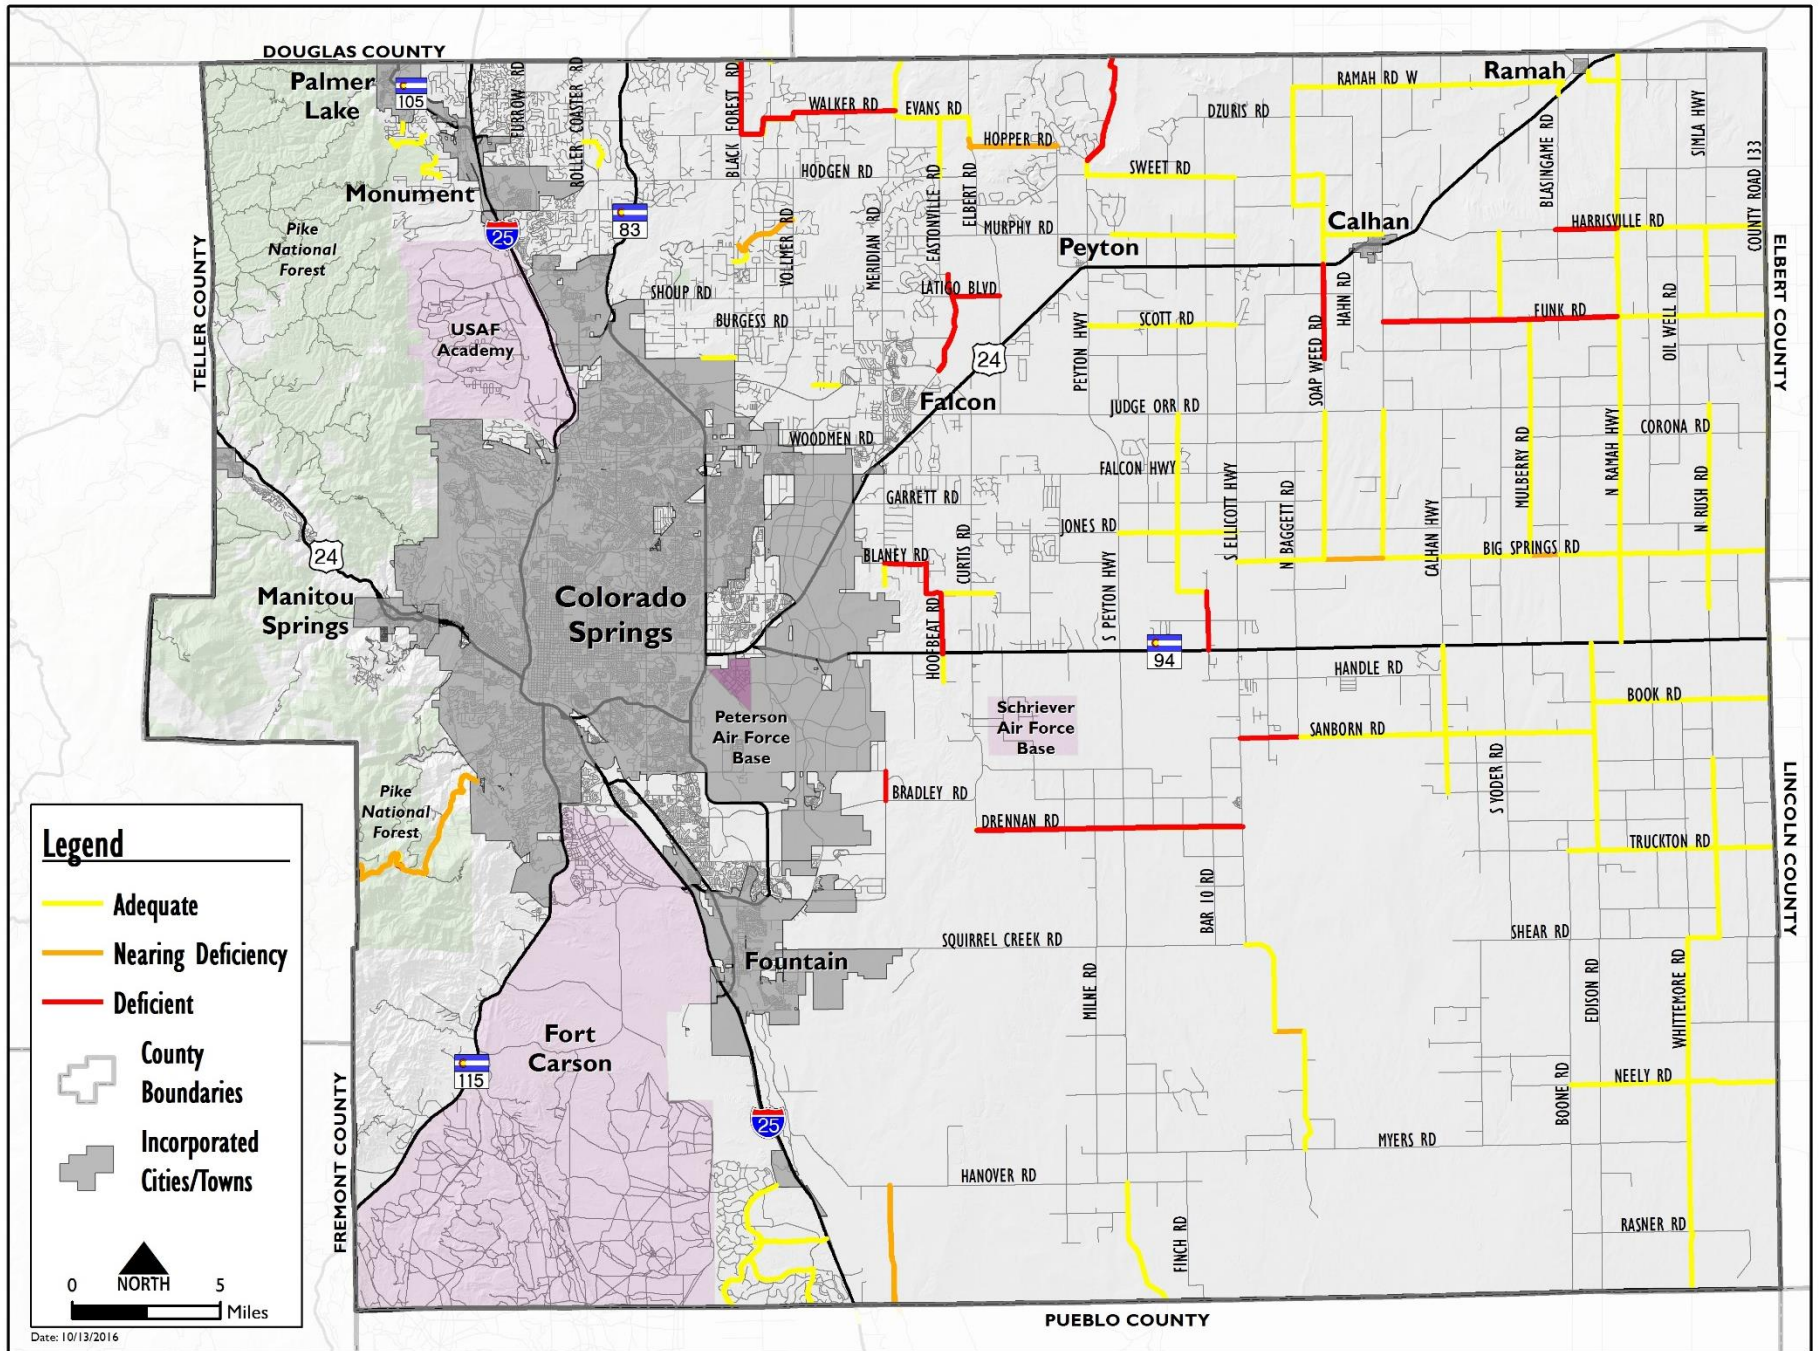 DOUGLAS COUNTY
Palmer
Lake
105
FURROW RD
ROLLER COASTER RD
BLACK FOREST RD
WALKER RD
EVANS RD
HOPPER RD
DZURIS RD
RAMAH RD W
Ramah
SIMLA HWY
BLASINGAME RD
COUNTY ROAD 133
Monument
HODGEN RD
SWEET RD
EASTONVILLE RD
ELBERT RD
MERIDIAN RD
VOLLMER RD
MURPHY RD
Peyton
Calhan
HARRISVILLE RD
Pike
National
Forest
25
83
TELLER COUNTY
ELBERT COUNTY
SHOUP RD
BURGESS RD
LATIGO BLVD
USAF
Academy
24
PEYTON HWY
SCOTT RD
SOAP WEED RD
HAHN RD
FUNK RD
OIL WELL RD
Falcon
JUDGE ORR RD
WOODMEN RD
FALCON HWY
GARRETT RD
CURTIS RD
JONES RD
S PEYTON HWY
S ELLICOTT HWY
N BAGGETT RD
CALHAN HWY
MULBERRY RD
N RAMAH HWY
CORONA RD
N RUSH RD
BIG SPRINGS RD
24
Manitou
Springs
Colorado
Springs
BLANEY RD
HOOFBEAT RD
94
HANDLE RD
BOOK RD
Peterson
Air Force
Base
Schriever
Air Force
Base
SANBORN RD
S YODER RD
LINCOLN COUNTY
Pike
National
Forest
BRADLEY RD
DRENNAN RD
TRUCKTON RD
BAR 10 RD
SQUIRREL CREEK RD
SHEAR RD
Fountain
MILNE RD
EDISON RD
WHITTEMORE RD
Fort
Carson
115
25
BOONE RD
NEELY RD
MYERS RD
HANOVER RD
FINCH RD
RASNER RD
FREMONT COUNTY
PUEBLO COUNTY
Legend
Adequate
Nearing Deficiency
Deficient
County
Boundaries
Incorporated
Cities/Towns
NORTH
0 5
Miles
Date: 10/13/2016